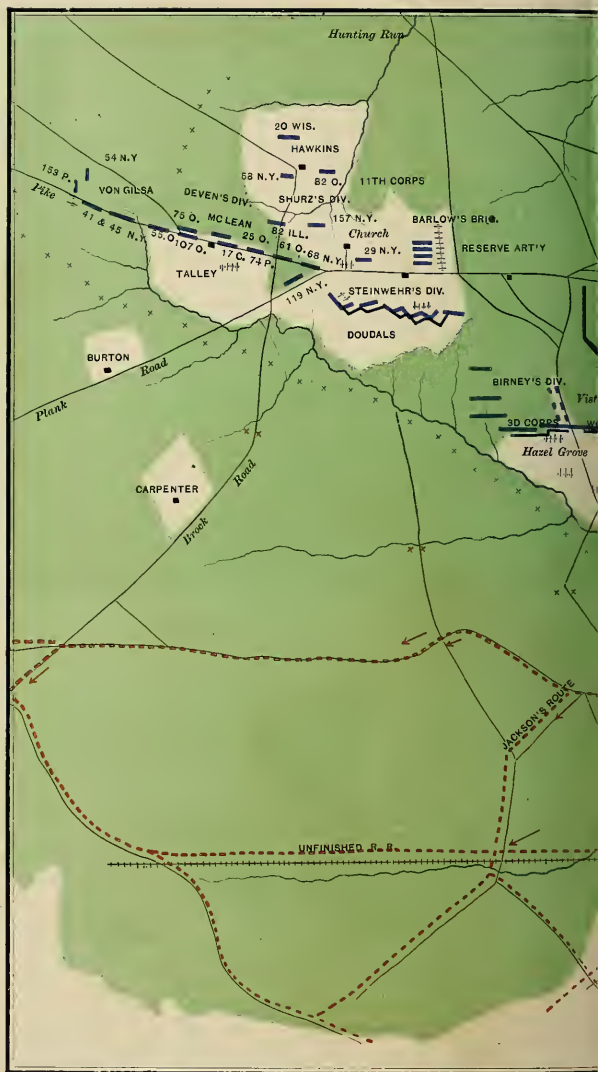 Hunting Run
20 WIS.
HAWKINS
54 N.Y
153 P.
58 N.Y.
82 O.
11TH CORPS
Pike
VON GILSA
DEVEN'S DIV.
SHURZ'S DIV.
41 & 45 N.Y.
75 O.
MC LEAN
82 ILL.
157 N.Y.
BARLOW'S BRIG.
Church
55.O.
107 O.
25 O.
61 O.
68 N.Y.
29 N.Y.
RESERVE ART'Y
17 C.
74 P.
TALLEY
119 N.Y.
STEINWEHR'S DIV.
DOUDALS
BURTON
Plank Road
BIRNEY'S DIV.
3D CORPS
Hazel Grove
CARPENTER
Brock Road
JACKSON'S ROUTE
UNFINISHED R.R.